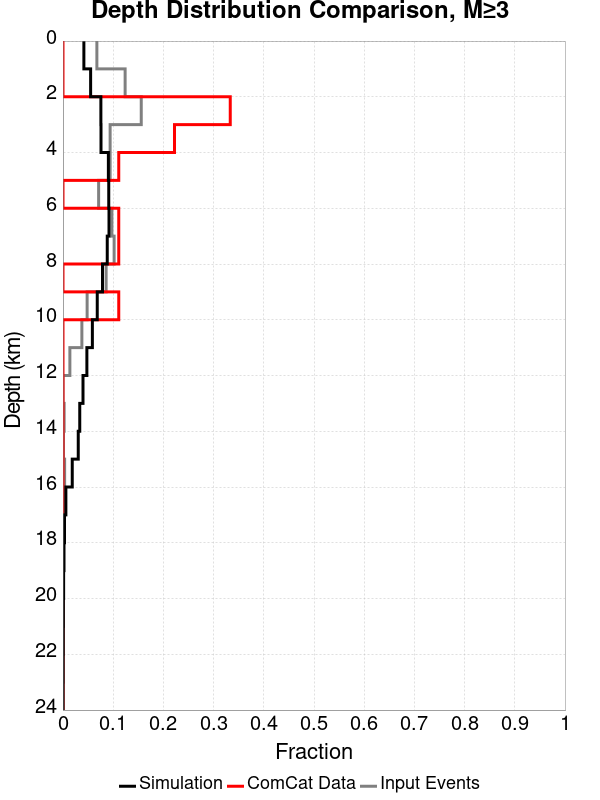 Depth Distribution Comparison, M≥3
0
2
4
6
8
10
12
14
16
18
20
22
24
Depth (km)
0 0.1 0.2 0.3 0.4 0.5 0.6 0.7 0.8 0.9 1
Fraction
Simulation ComCat Data Input Events